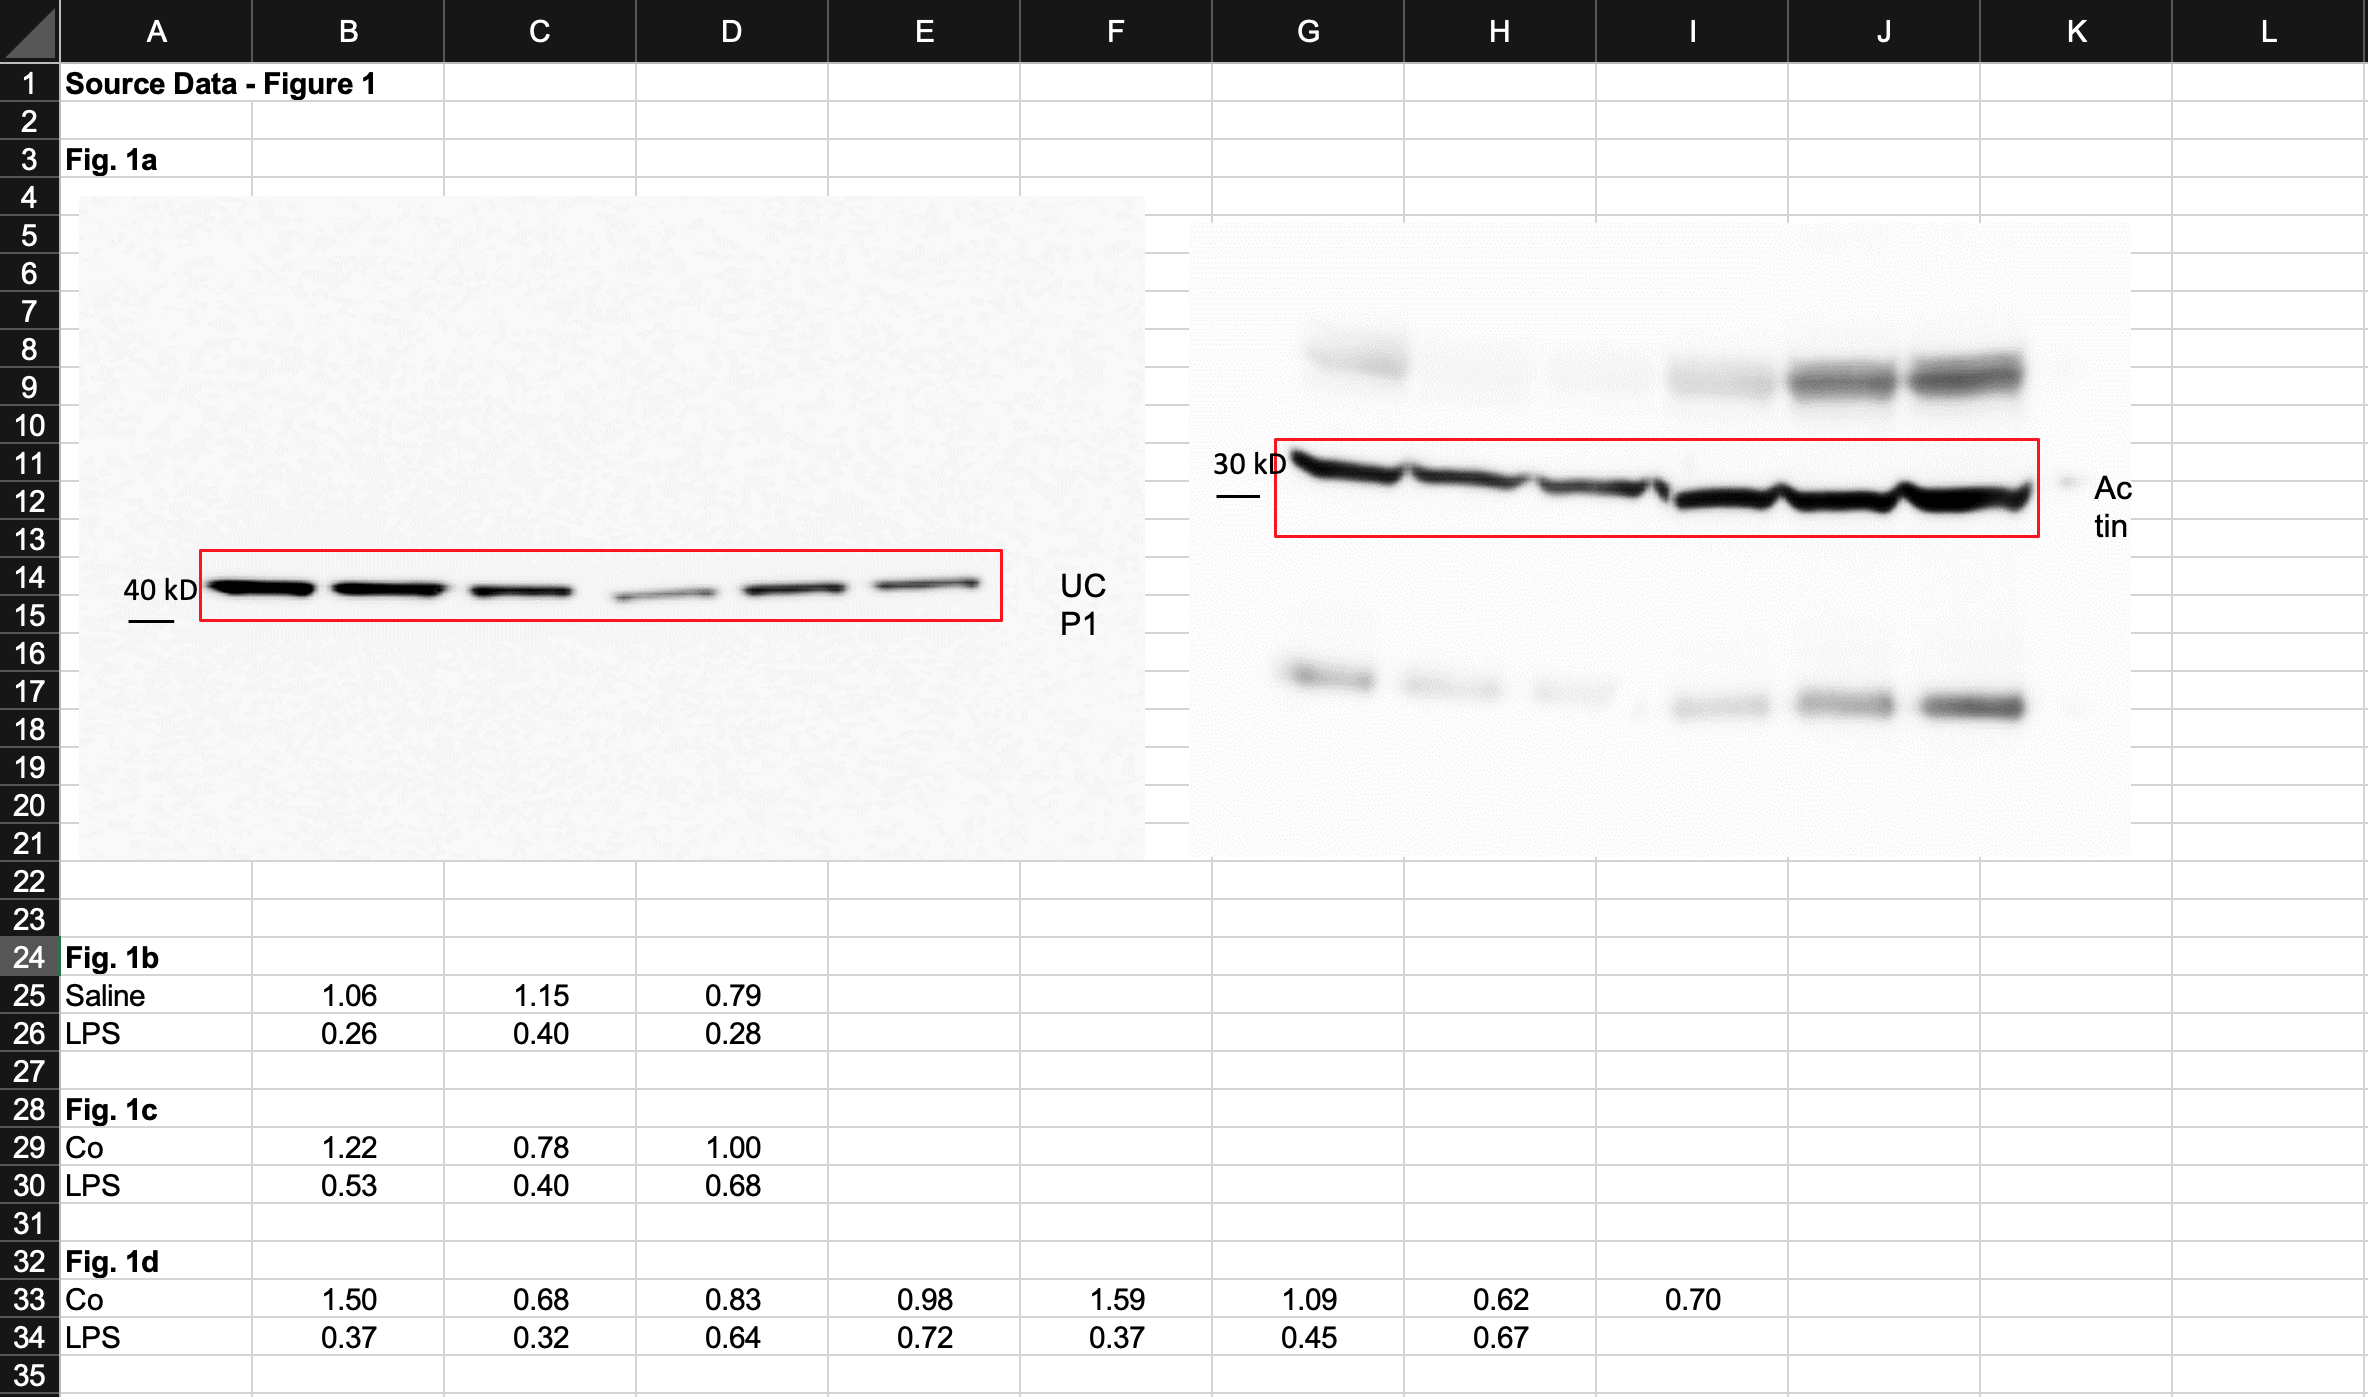 A B C D E F G H I J K L
1 Source Data - Figure 1
2
3 Fig. 1a
4
5
6
7
8
9
10
11 30 kD
12 Ac
tin
13
14 40 kD UC
15 P1
16
17
18
19
20
21
22
23
24 Fig. 1b
25 Saline 1.06 1.15 0.79
26 LPS 0.26 0.40 0.28
27
28 Fig. 1c
29 Co 1.22 0.78 1.00
30 LPS 0.53 0.40 0.68
31
32 Fig. 1d
33 Co 1.50 0.68 0.83 0.98 1.59 1.09 0.62 0.70
34 LPS 0.37 0.32 0.64 0.72 0.37 0.45 0.67
35